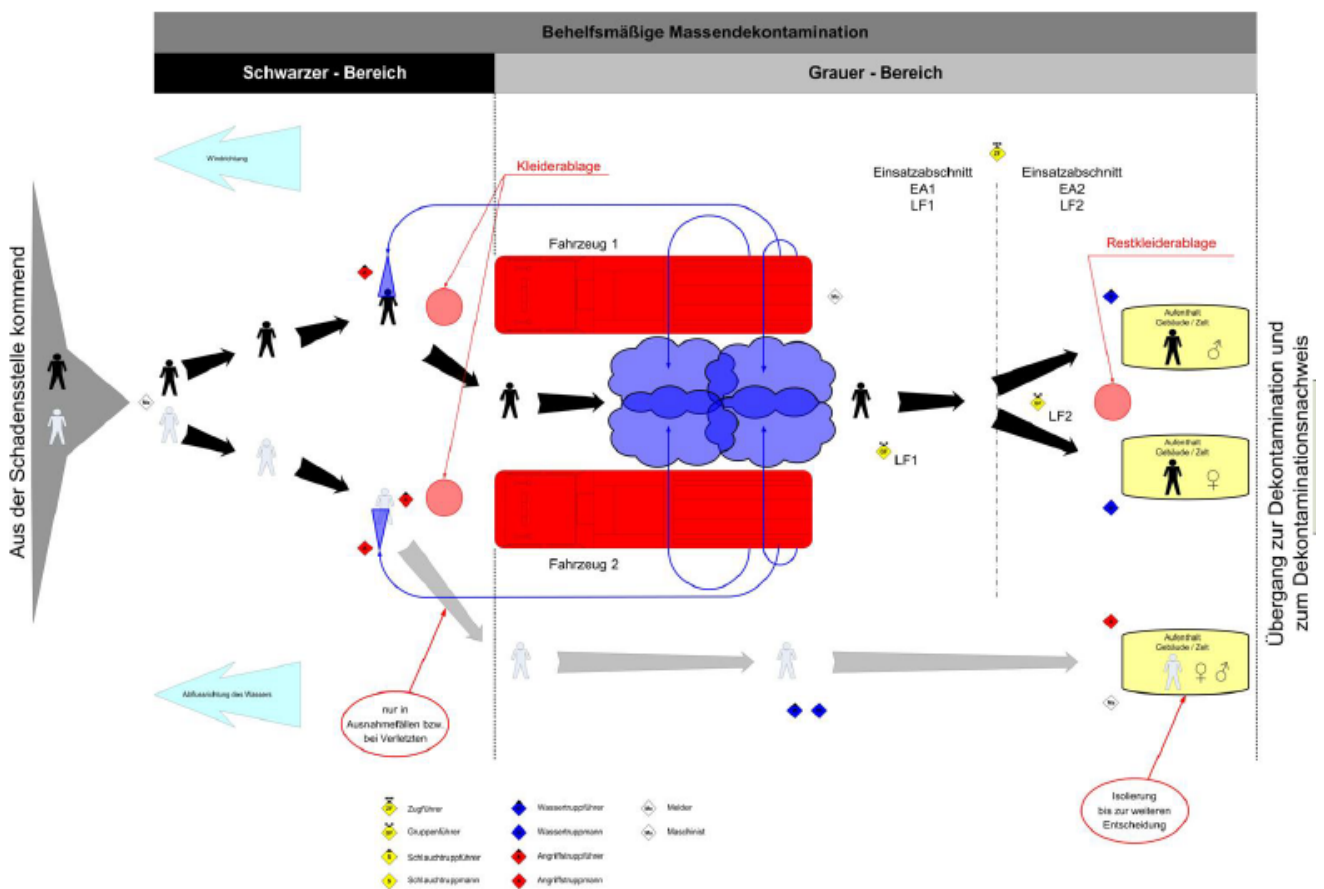 Behelfsmäßige Massendekontamination
Schwarzer - Bereich
Grauer - Bereich
Windrichtung
Kleiderablage
ZF
Einsatzabschnitt
EA1
LF1
Einsatzabschnitt
EA2
LF2
Restkleiderablage
Aus der Schadensstelle kommend
Fahrzeug 1
Aufenthalt
Gebäude / Zelt
LF2
LF1
Aufenthalt
Gebäude / Zelt
Fahrzeug 2
Übergang zur Dekontamination und
zum Dekontaminationsnachweis
Aufenthalt
Gebäude / Zelt
Abflussrichtung des Wassers
nur in
Ausnahmefällen bzw.
bei Verletzten
Isolierung
bis zur weiteren
Entscheidung
ZF Zugführer
Gruppenführer
Schlauchtruppführer
Schlauchtruppmann
Wassertruppführer
Wassertruppmann
Angriffstruppführer
Angriffstruppmann
Melder
Maschinist